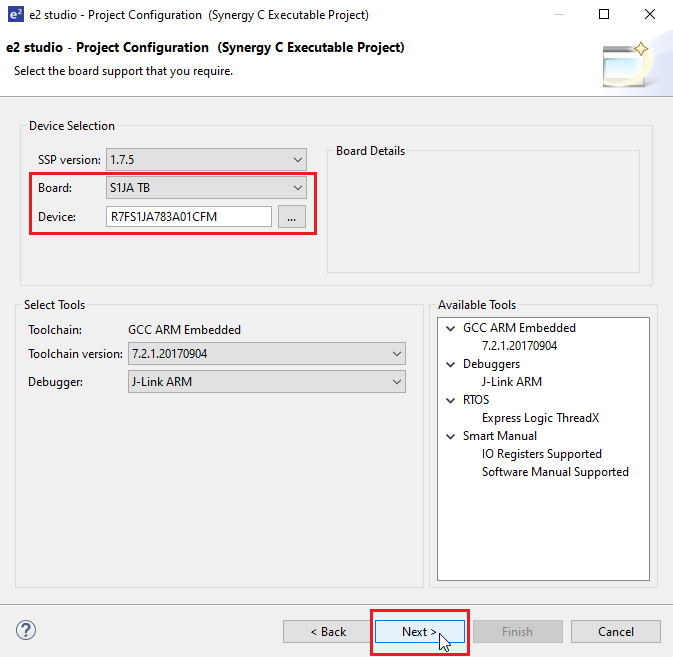 e² e2 studio - Project Configuration (Synergy C Executable Project)
e2 studio - Project Configuration (Synergy C Executable Project)
Select the board support that you require.
Device Selection
SSP version: 1.7.5
Board: S1JA TB
Device: R7FS1JA783A01CFM ...
Board Details
Select Tools
Toolchain: GCC ARM Embedded
Toolchain version: 7.2.1.20170904
Debugger: J-Link ARM
Available Tools
GCC ARM Embedded
7.2.1.20170904
Debuggers
J-Link ARM
RTOS
Express Logic ThreadX
Smart Manual
IO Registers Supported
Software Manual Supported
? < Back Next > Finish Cancel